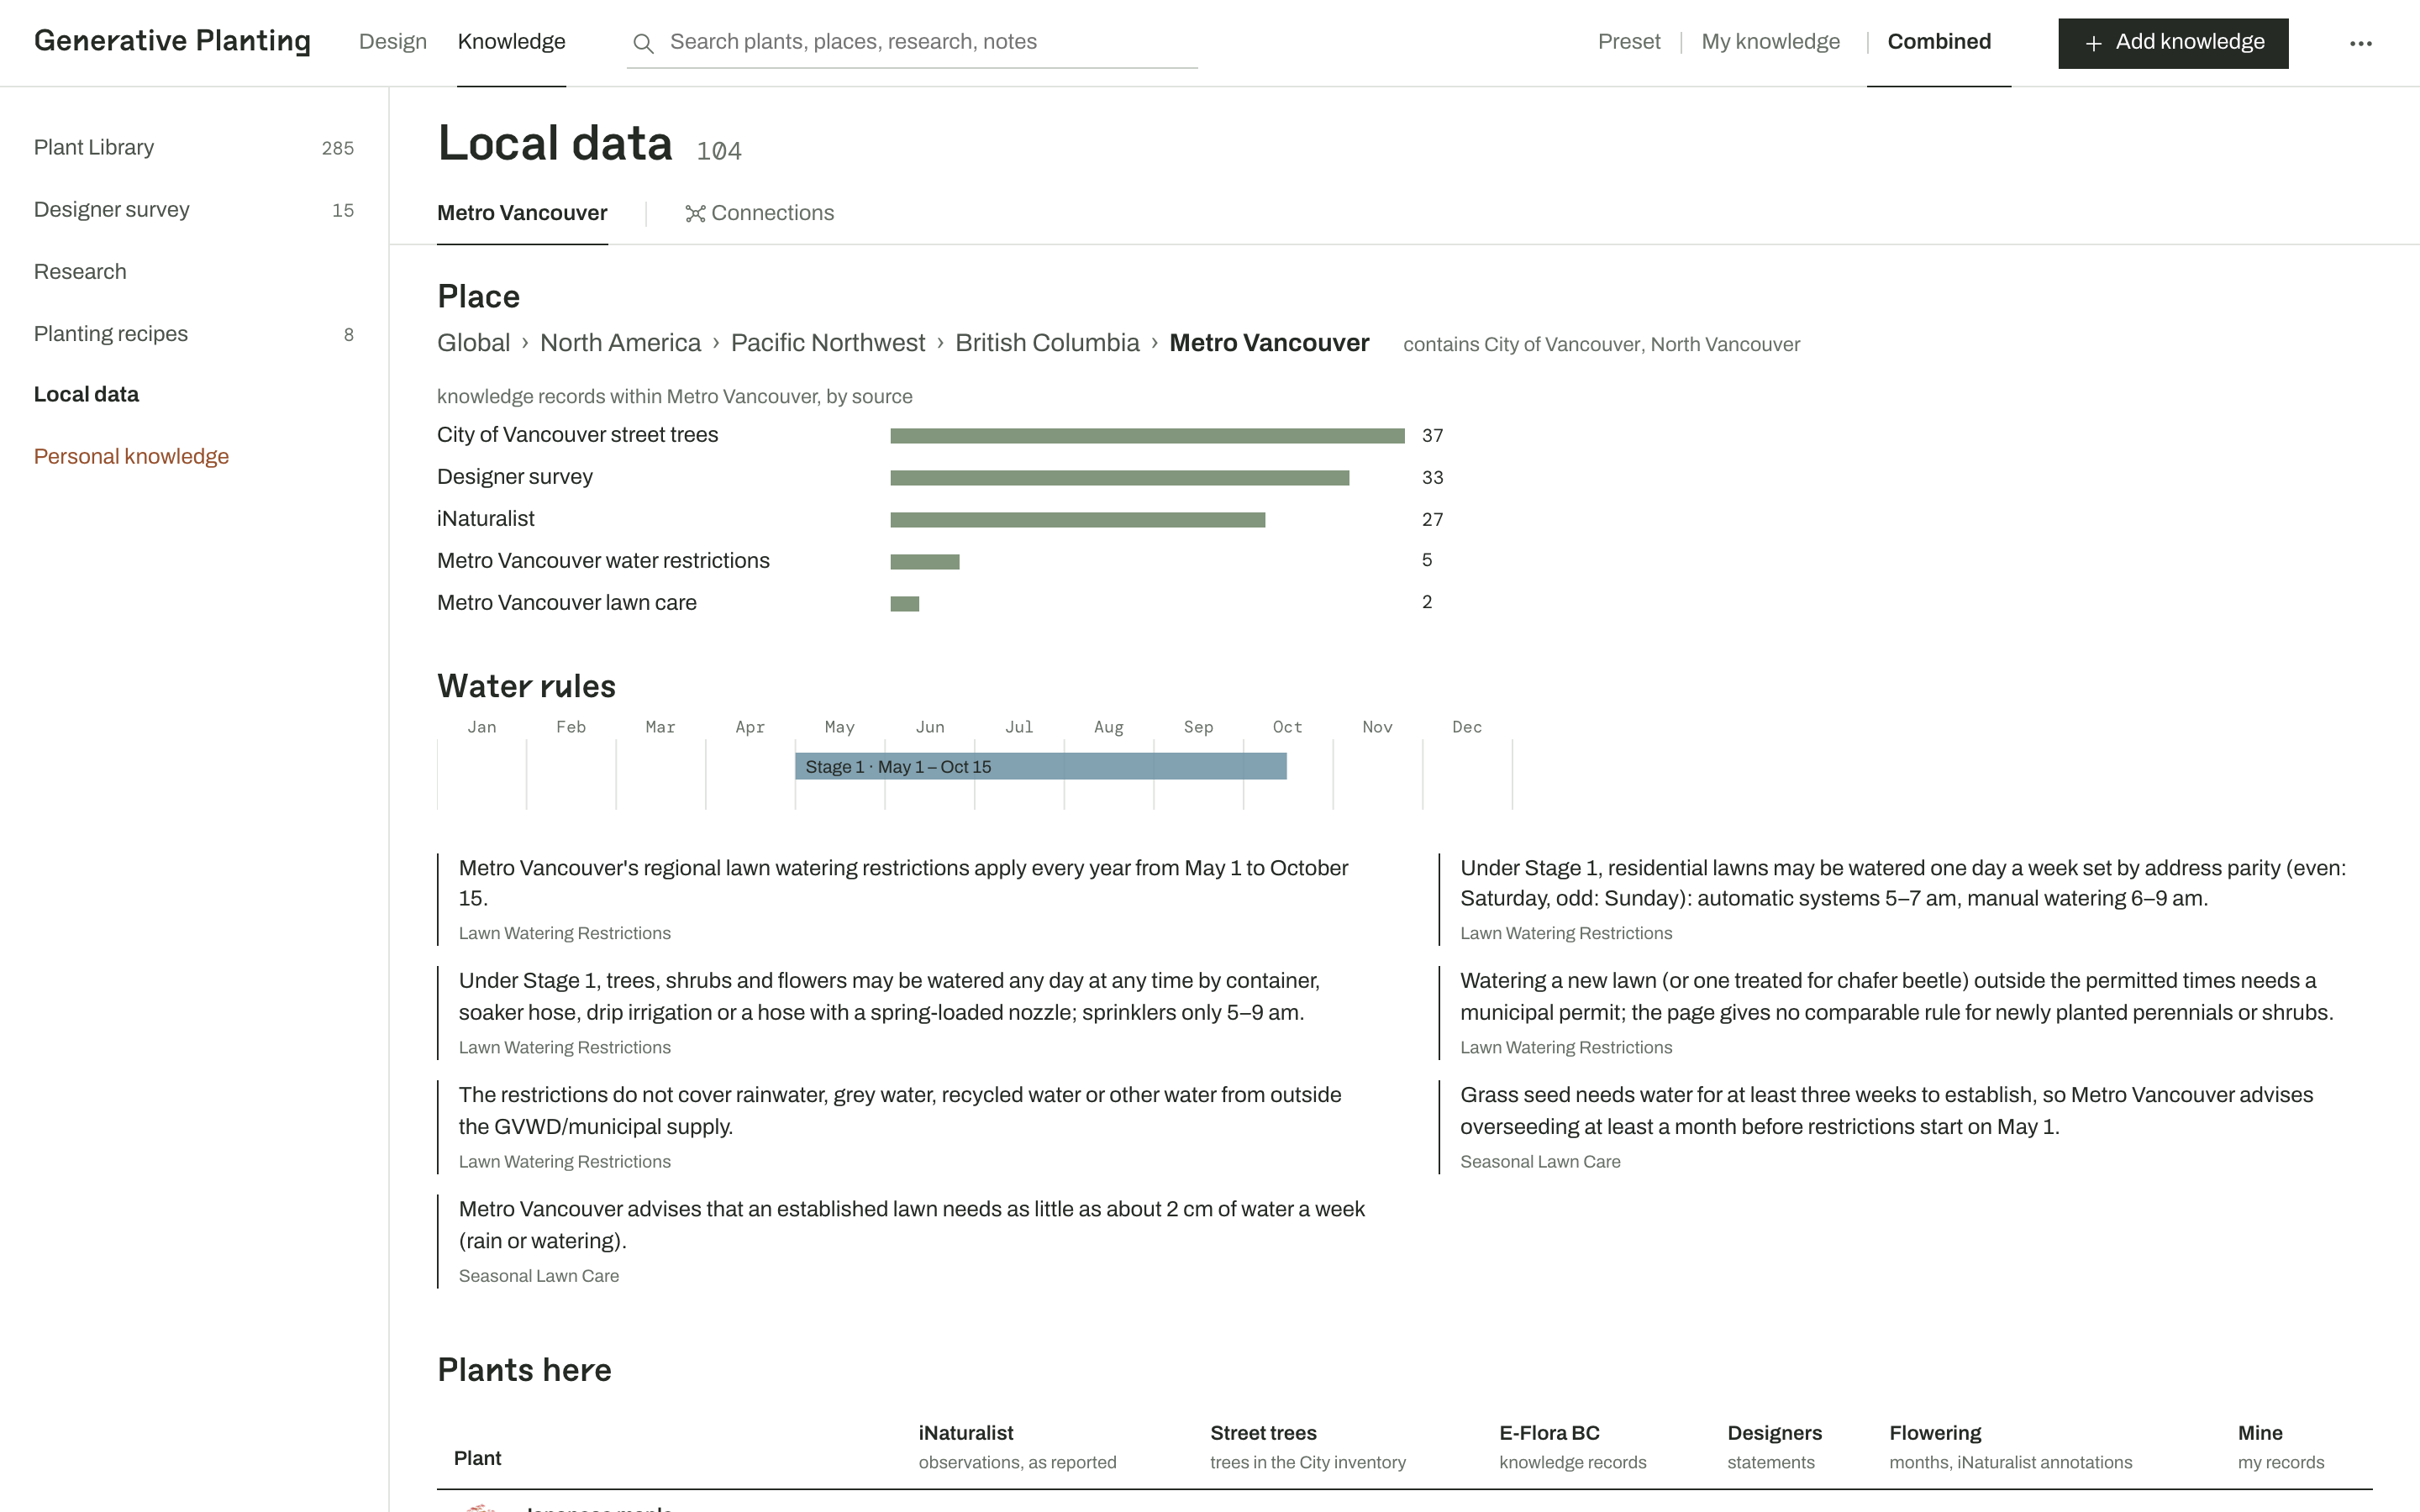 Generative Planting
Design
Knowledge
Search plants, places, research, notes
Preset
My knowledge
Combined
+ Add knowledge
Plant Library 285
Designer survey 15
Research
Planting recipes 8
Local data
Personal knowledge
Local data 104
Metro Vancouver
Connections
Place
Global › North America › Pacific Northwest › British Columbia › Metro Vancouver contains City of Vancouver, North Vancouver
knowledge records within Metro Vancouver, by source
City of Vancouver street trees 37
Designer survey 33
iNaturalist 27
Metro Vancouver water restrictions 5
Metro Vancouver lawn care 2
Water rules
Jan Feb Mar Apr May Jun Jul Aug Sep Oct Nov Dec
Stage 1 · May 1 – Oct 15
Metro Vancouver's regional lawn watering restrictions apply every year from May 1 to October
15.
Lawn Watering Restrictions
Under Stage 1, residential lawns may be watered one day a week set by address parity (even:
Saturday, odd: Sunday): automatic systems 5–7 am, manual watering 6–9 am.
Lawn Watering Restrictions
Under Stage 1, trees, shrubs and flowers may be watered any day at any time by container,
soaker hose, drip irrigation or a hose with a spring-loaded nozzle; sprinklers only 5–9 am.
Lawn Watering Restrictions
Watering a new lawn (or one treated for chafer beetle) outside the permitted times needs a
municipal permit; the page gives no comparable rule for newly planted perennials or shrubs.
Lawn Watering Restrictions
The restrictions do not cover rainwater, grey water, recycled water or other water from outside
the GVWD/municipal supply.
Lawn Watering Restrictions
Grass seed needs water for at least three weeks to establish, so Metro Vancouver advises
overseeding at least a month before restrictions start on May 1.
Seasonal Lawn Care
Metro Vancouver advises that an established lawn needs as little as about 2 cm of water a week
(rain or watering).
Seasonal Lawn Care
Plants here
Plant
iNaturalist
observations, as reported
Street trees
trees in the City inventory
E-Flora BC
knowledge records
Designers
statements
Flowering
months, iNaturalist annotations
Mine
my records